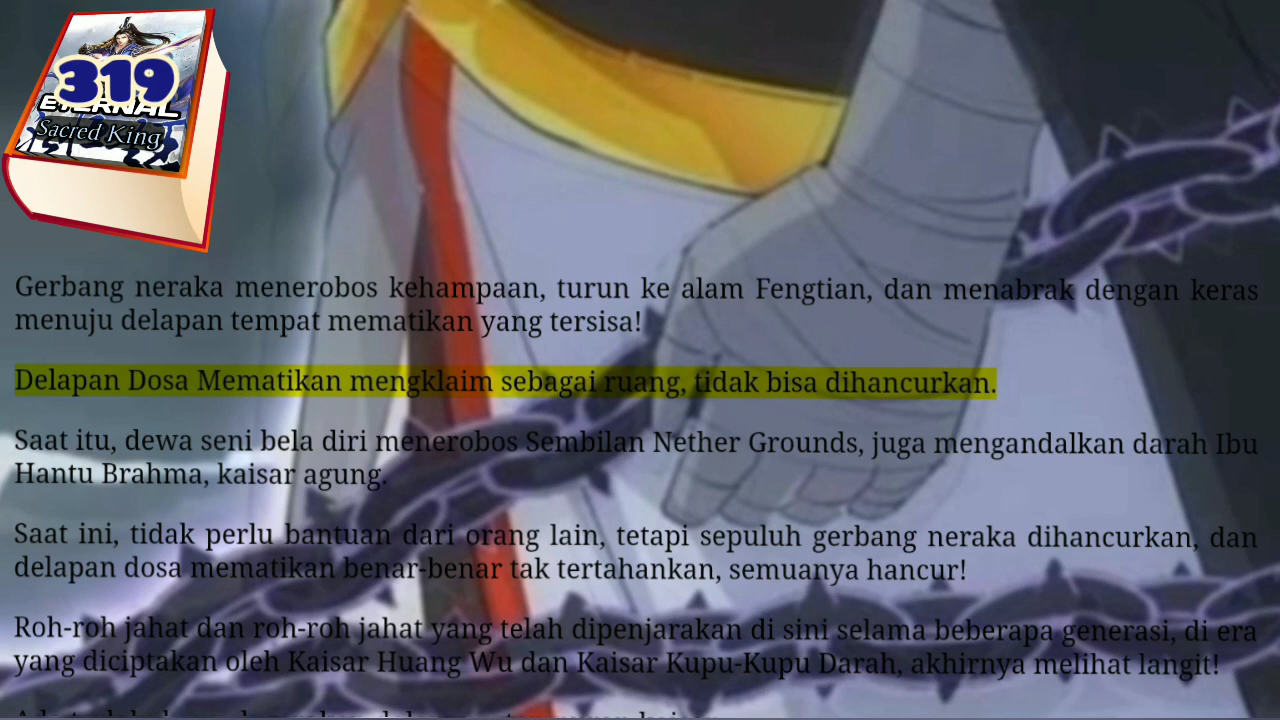 319
ETERNAL
Sacred King
Gerbang neraka menerobos kehampaan, turun ke alam Fengtian, dan menabrak dengan keras
menuju delapan tempat mematikan yang tersisa!
Delapan Dosa Mematikan mengklaim sebagai ruang, tidak bisa dihancurkan.
Saat itu, dewa seni bela diri menerobos Sembilan Nether Grounds, juga mengandalkan darah Ibu
Hantu Brahma, kaisar agung.
Saat ini, tidak perlu bantuan dari orang lain, tetapi sepuluh gerbang neraka dihancurkan, dan
delapan dosa mematikan benar-benar tak tertahankan, semuanya hancur!
Roh-roh jahat dan roh-roh jahat yang telah dipenjarakan di sini selama beberapa generasi, di era
yang diciptakan oleh Kaisar Huang Wu dan Kaisar Kupu-Kupu Darah, akhirnya melihat langit!